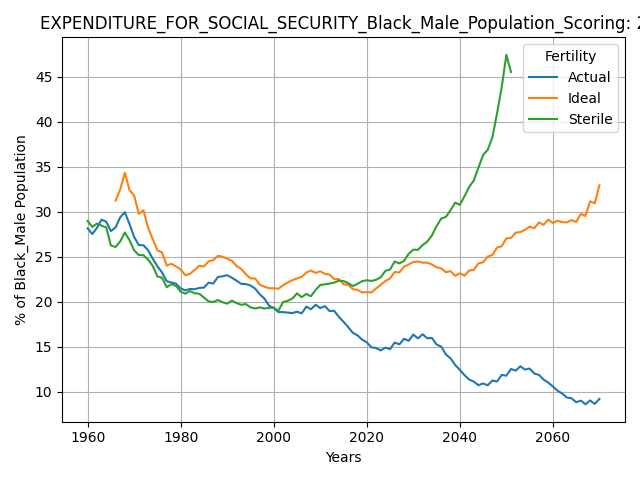 EXPENDITURE_FOR_SOCIAL_SECURITY_Black_Male_Population_Scoring: 2
Fertility
Actual
Ideal
Sterile
% of Black_Male Population
45
40
35
30
25
20
15
10
1960
1980
2000
2020
2040
2060
Years